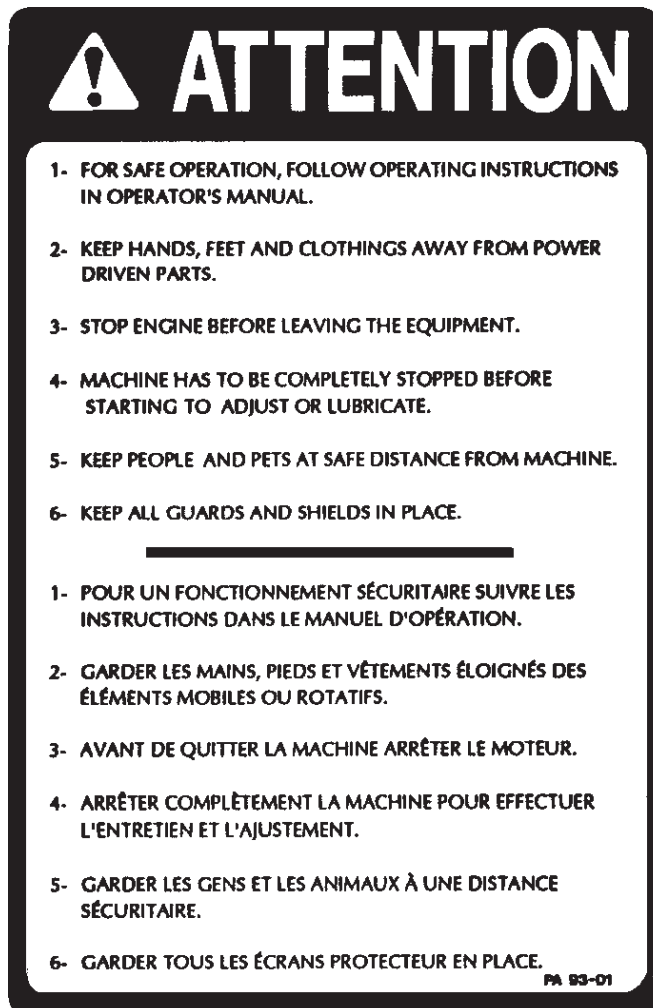 ATTENTION
1- FOR SAFE OPERATION, FOLLOW OPERATING INSTRUCTIONS
IN OPERATOR'S MANUAL.
2- KEEP HANDS, FEET AND CLOTHINGS AWAY FROM POWER
DRIVEN PARTS.
3- STOP ENGINE BEFORE LEAVING THE EQUIPMENT.
4- MACHINE HAS TO BE COMPLETELY STOPPED BEFORE
STARTING TO ADJUST OR LUBRICATE.
5- KEEP PEOPLE AND PETS AT SAFE DISTANCE FROM MACHINE.
6- KEEP ALL GUARDS AND SHIELDS IN PLACE.
1- POUR UN FONCTIONNEMENT SÉCURITAIRE SUIVRE LES
INSTRUCTIONS DANS LE MANUEL D'OPÉRATION.
2- GARDER LES MAINS, PIEDS ET VÊTEMENTS ÉLOIGNÉS DES
ÉLÉMENTS MOBILES OU ROTATIFS.
3- AVANT DE QUITTER LA MACHINE ARRÊTER LE MOTEUR.
4- ARRÊTER COMPLÈTEMENT LA MACHINE POUR EFFECTUER
L'ENTRETIEN ET L'AJUSTEMENT.
5- GARDER LES GENS ET LES ANIMAUX À UNE DISTANCE
SÉCURITAIRE.
6- GARDER TOUS LES ÉCRANS PROTECTEUR EN PLACE.
PA 93-01